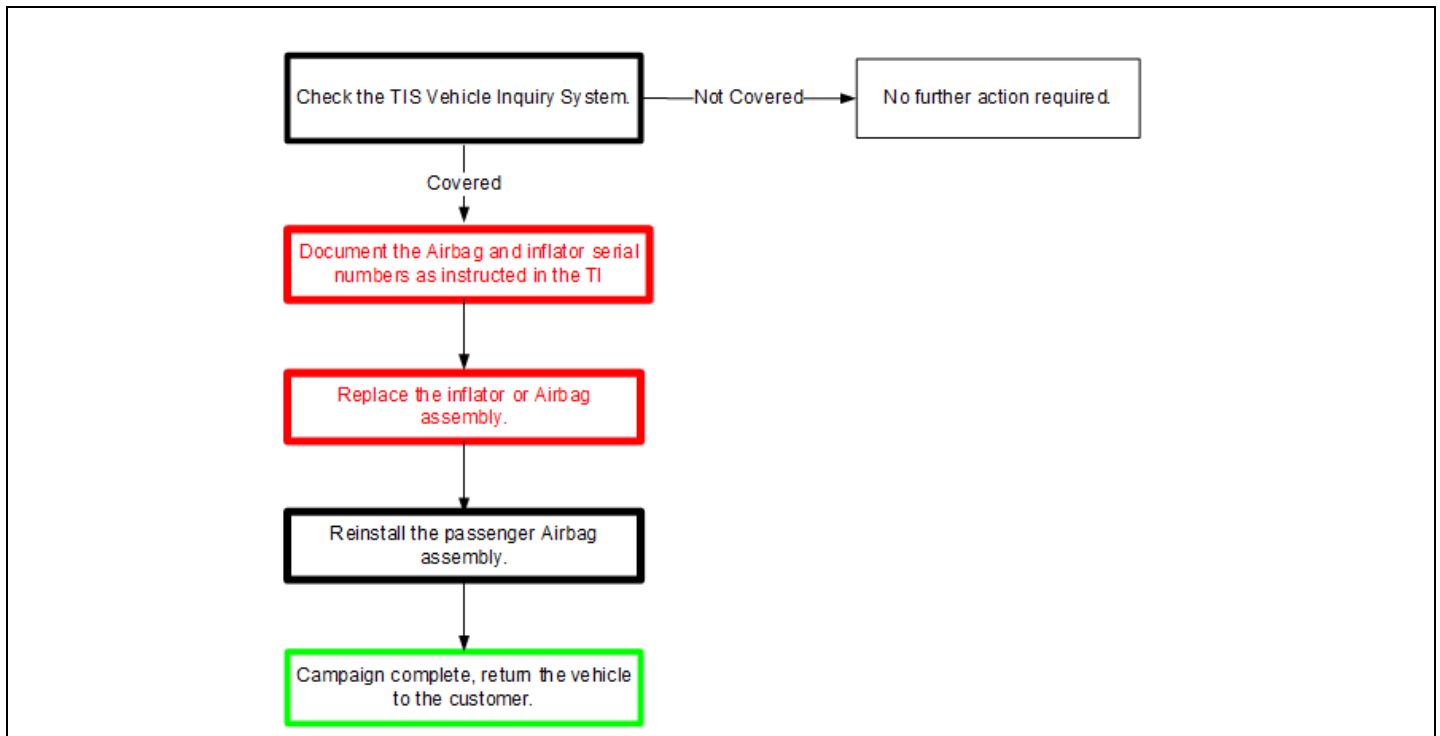 Check the TIS Vehicle Inquiry System.
Not Covered
No further action required.
Covered
Document the Airbag and inflator serial
numbers as instructed in the TI
Replace the inflator or Airbag
assembly.
Reinstall the passenger Airbag
assembly.
Campaign complete, return the vehicle
to the customer.